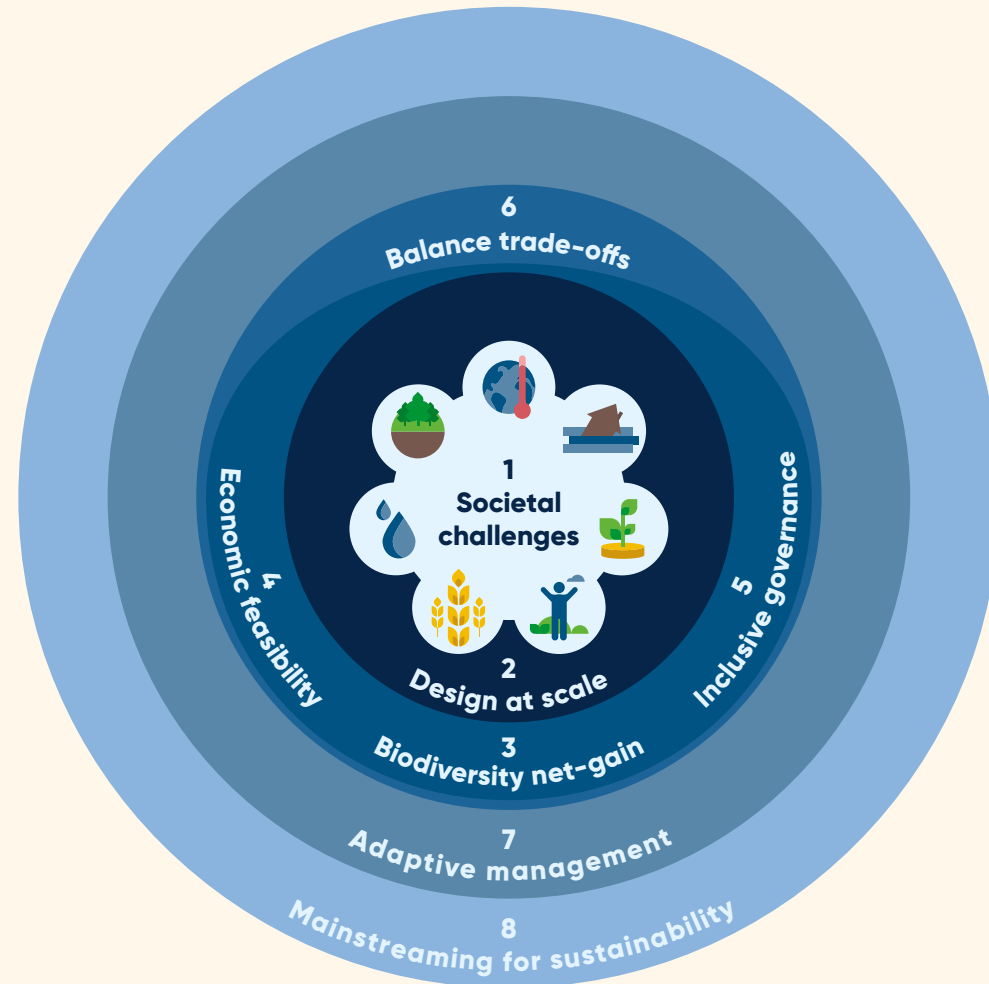 6
Balance trade-offs
1
Societal
challenges
4
Economic feasibility
5
Inclusive governance
2
Design at scale
3
Biodiversity net-gain
7
Adaptive management
8
Mainstreaming for sustainability